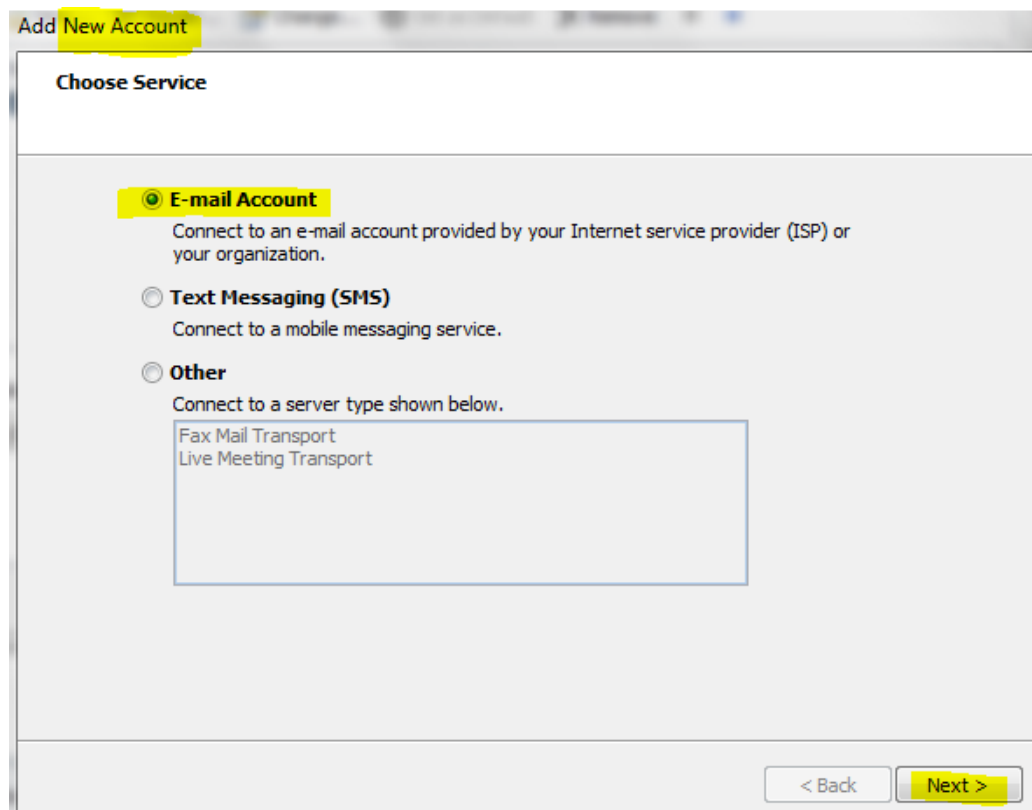 Add New Account
Choose Service
E-mail Account
Connect to an e-mail account provided by your Internet service provider (ISP) or
your organization.
Text Messaging (SMS)
Connect to a mobile messaging service.
Other
Connect to a server type shown below.
Fax Mail Transport
Live Meeting Transport
< Back
Next >